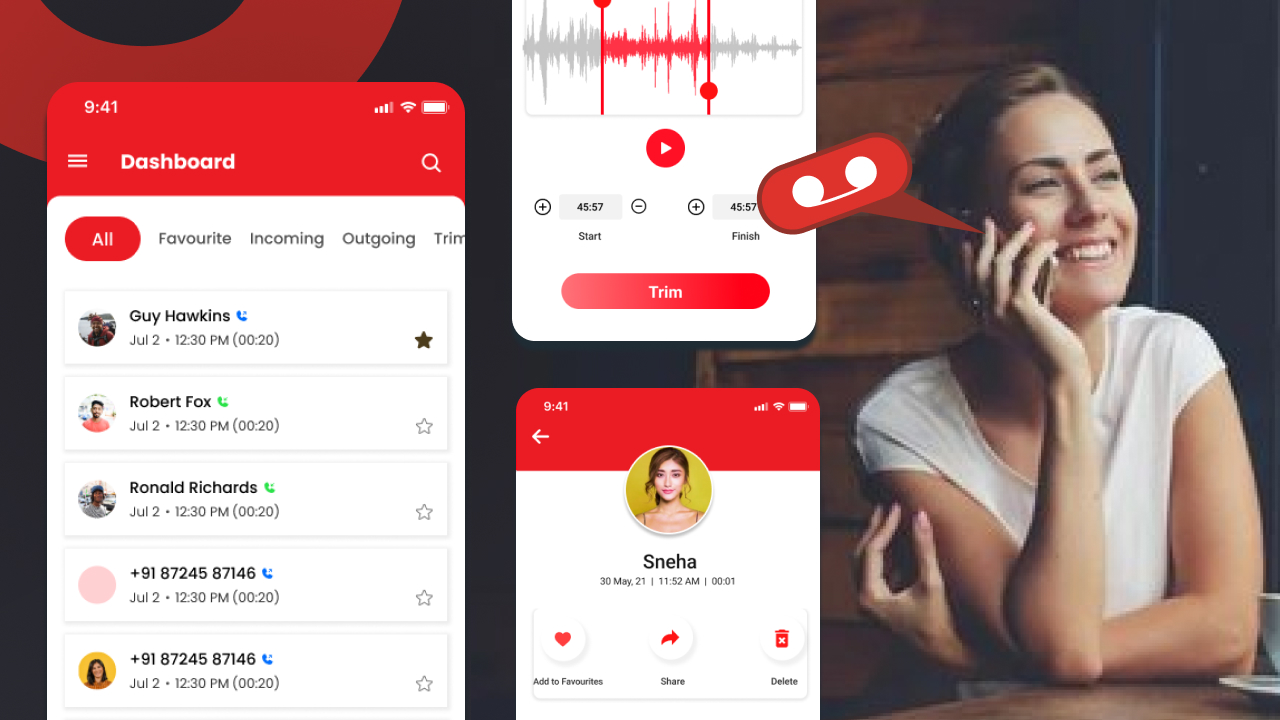 9:41
Dashboard
All Favourite Incoming Outgoing Trim
Guy Hawkins
Jul 2 • 12:30 PM (00:20)
Robert Fox
Jul 2 • 12:30 PM (00:20)
Ronald Richards
Jul 2 • 12:30 PM (00:20)
+91 87245 87146
Jul 2 • 12:30 PM (00:20)
+91 87245 87146
Jul 2 • 12:30 PM (00:20)
45:57 45:57
Start Finish
Trim
9:41
Sneha
30 May, 21 | 11:52 AM | 00:01
Add to Favourites Share Delete